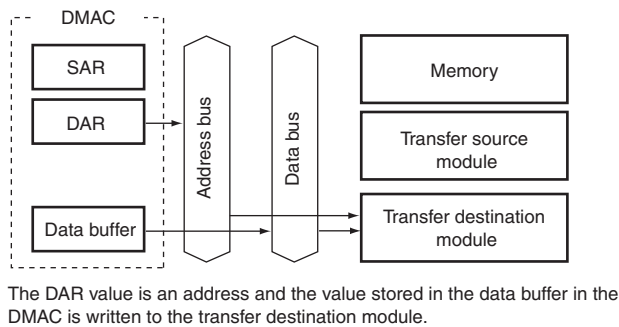 DMAC
SAR
DAR
Data buffer
Address bus
Data bus
Memory
Transfer source
module
Transfer destination
module
The DAR value is an address and the value stored in the data buffer in the
DMAC is written to the transfer destination module.